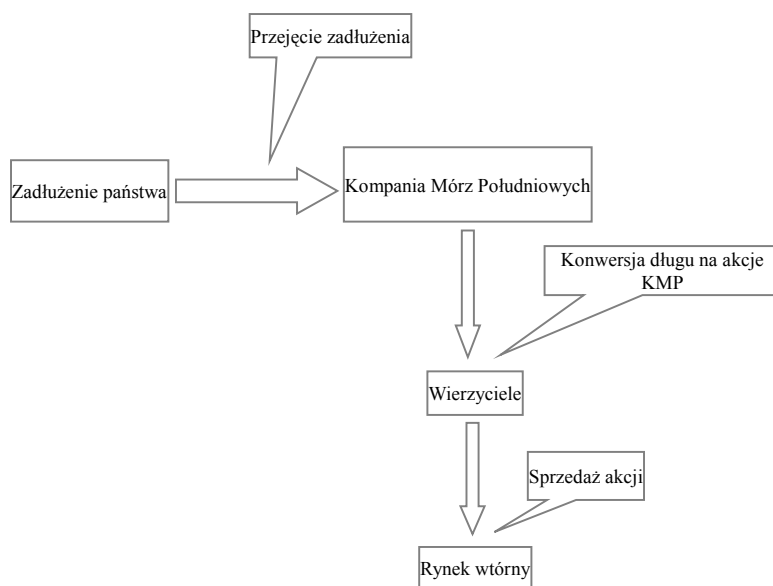 Przejęcie zadłużenia
Zadłużenie państwa
Kompania Mórz Południowych
Konwersja długu na akcje
KMP
Wierzyciele
Sprzedaż akcji
Rynek wtórny